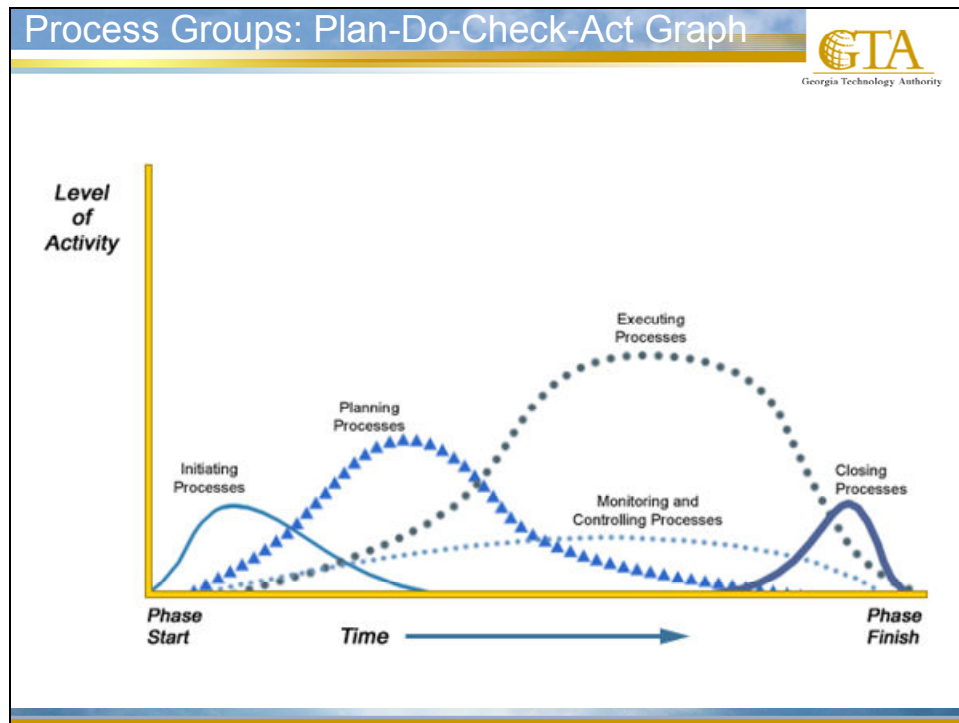 Process Groups: Plan-Do-Check-Act Graph
GTA
Georgia Technology Authority
Level
of
Activity
Executing
Processes
Planning
Processes
Initiating
Processes
Closing
Processes
Monitoring and
Controlling Processes
Phase
Start
Time
Phase
Finish